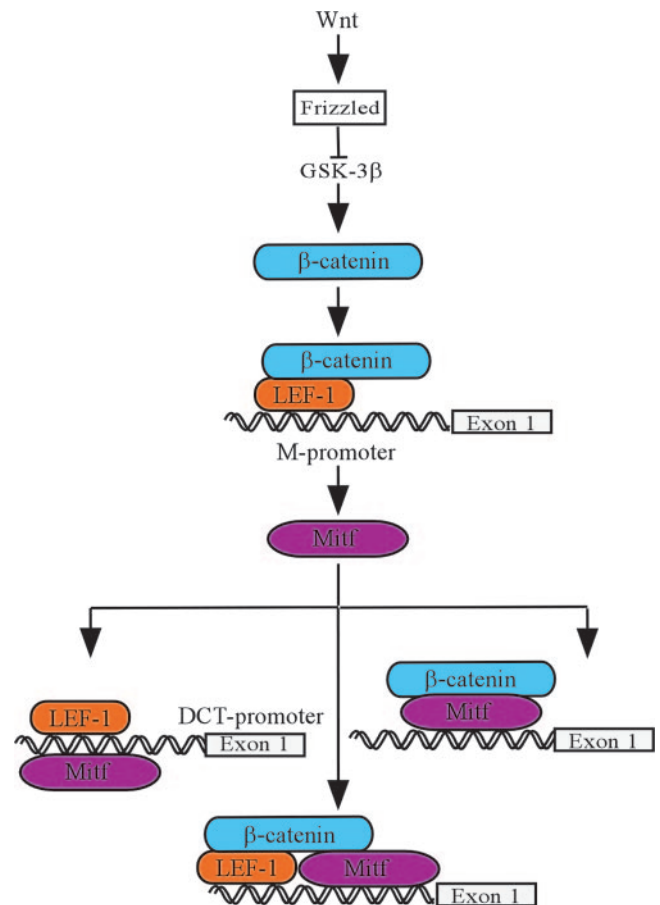 Wnt
Frizzled
GSK-3β
β-catenin
β-catenin
LEF-1
Exon 1
M-promoter
Mitf
LEF-1
DCT-promoter
Exon 1
Mitf
β-catenin
Mitf
Exon 1
β-catenin
LEF-1
Mitf
Exon 1